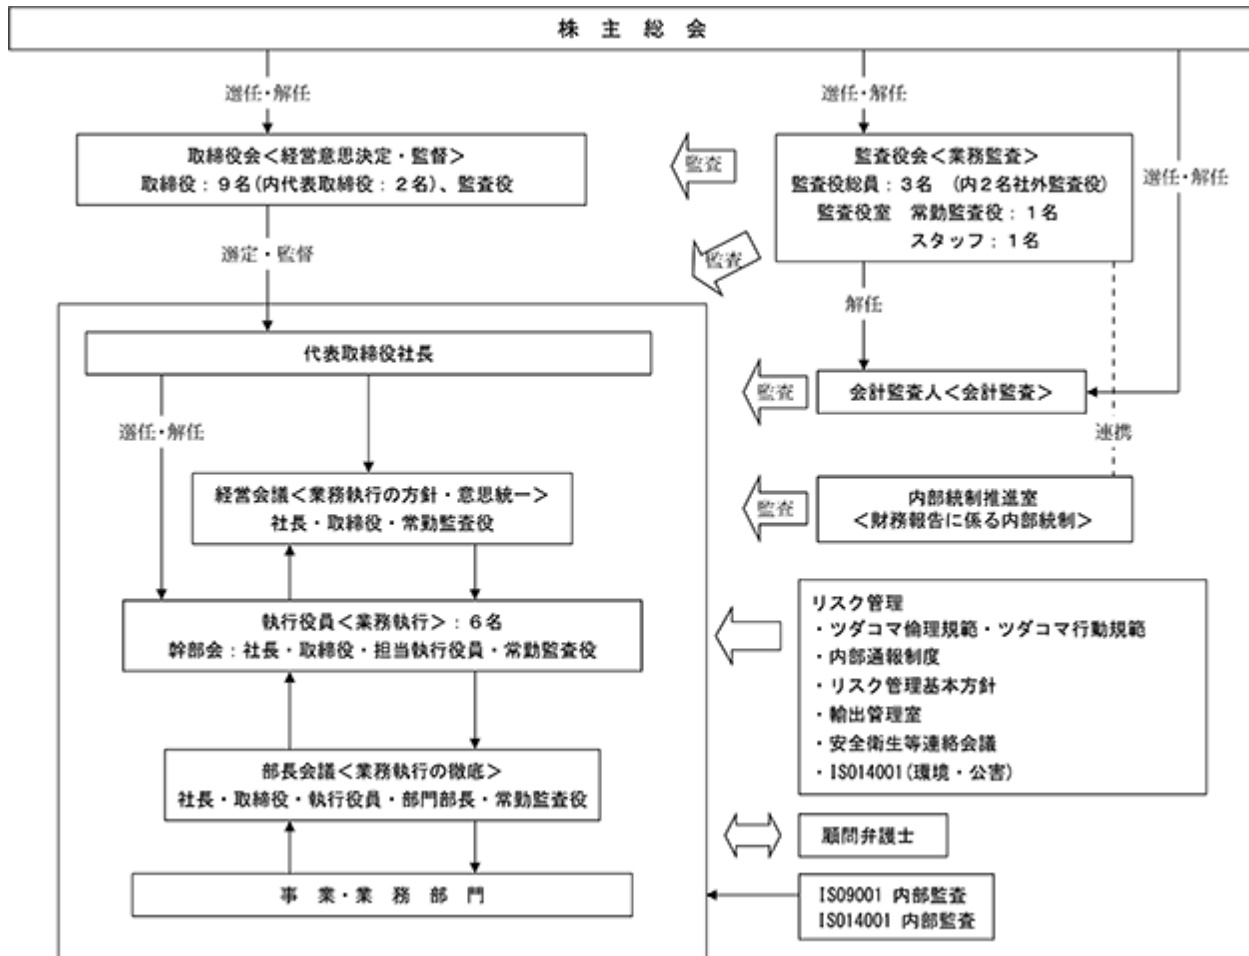 株 主 総 会
選任・解任
選任・解任
選任・解任
取締役会<経営意思決定・監督>
取締役：９名(内代表取締役：２名)、監査役
監査
監査役会<業務監査>
監査役総員：３名 (内２名社外監査役)
監査役室 常勤監査役：１名
スタッフ：１名
選定・監督
監査
解任
代表取締役社長
監査
会計監査人<会計監査>
選任・解任
連携
経営会議<業務執行の方針・意思統一>
社長・取締役・常勤監査役
監査
内部統制推進室
<財務報告に係る内部統制>
執行役員<業務執行>：６名
幹部会：社長・取締役・担当執行役員・常勤監査役
リスク管理
・ツダコマ倫理規範・ツダコマ行動規範
・内部通報制度
・リスク管理基本方針
・輸出管理室
・安全衛生等連絡会議
・ISO14001(環境・公害)
部長会議<業務執行の徹底>
社長・取締役・執行役員・部門部長・常勤監査役
顧問弁護士
事 業・業 務 部 門
ISO9001 内部監査
ISO14001 内部監査